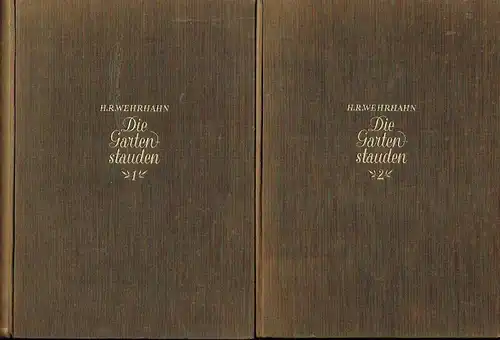 H.R.WEHRHAHN
Die
Garten-
stauden
1
H.R.WEHRHAHN
Die
Garten-
stauden
2